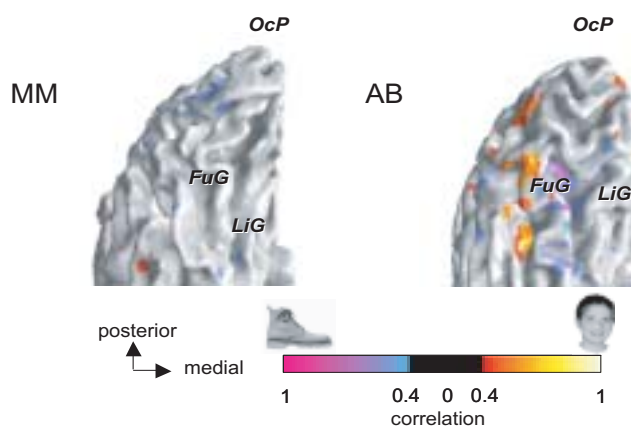 OcP
OcP
MM
AB
FuG
LiG
FuG
LiG
posterior
medial
1 0.4 0 0.4 1
correlation